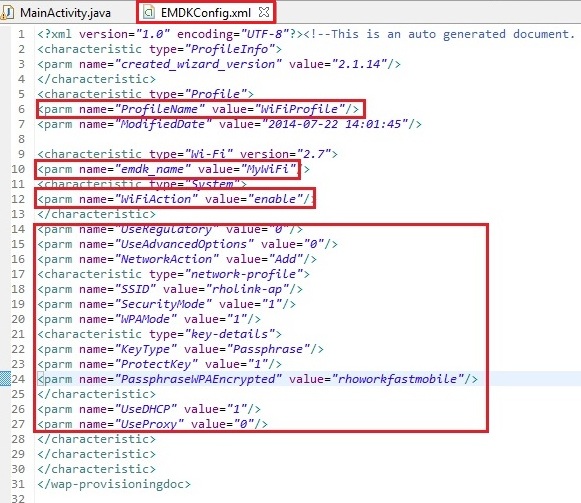 MainActivity.java EMDKConfig.xml
1 <?xml version="1.0" encoding="UTF-8"?><!--This is an auto generated document.
2 <characteristic type="ProfileInfo">
3 <parm name="created_wizard_version" value="2.1.14"/>
4 </characteristic>
5 <characteristic type="Profile">
6 <parm name="ProfileName" value="WiFiProfile"/>
7 <parm name="ModifiedDate" value="2014-07-22 14:01:45"/>
8
9 <characteristic type="Wi-Fi" version="2.7">
10 <parm name="emdk_name" value="MyWiFi"/>
11 <characteristic type="System">
12 <parm name="WiFiAction" value="enable"/>
13 </characteristic>
14 <parm name="UseRegulatory" value="0"/>
15 <parm name="UseAdvancedOptions" value="0"/>
16 <parm name="NetworkAction" value="Add"/>
17 <characteristic type="network-profile">
18 <parm name="SSID" value="rholink-ap"/>
19 <parm name="SecurityMode" value="1"/>
20 <parm name="WPAMode" value="1"/>
21 <characteristic type="key-details">
22 <parm name="KeyType" value="Passphrase"/>
23 <parm name="ProtectKey" value="1"/>
24 <parm name="PassphraseWPAEncrypted" value="rhoworkfastmobile"/>
25 </characteristic>
26 <parm name="UseDHCP" value="1"/>
27 <parm name="UseProxy" value="0"/>
28 </characteristic>
29 </characteristic>
30 </characteristic>
31 </wap-provisioningdoc>
32